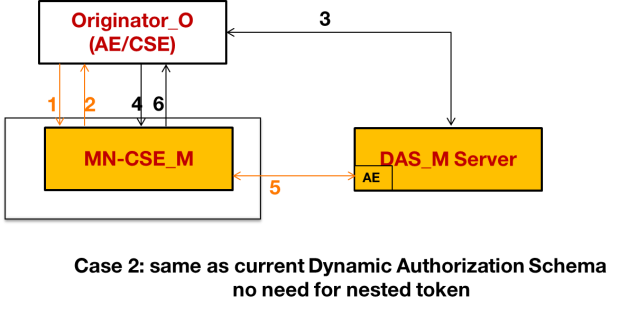 Originator_O
(AE/CSE)
3
1
2
4
6
MN-CSE_M
DAS_M Server
AE
5
Case 2: same as current Dynamic Authorization Schema
no need for nested token